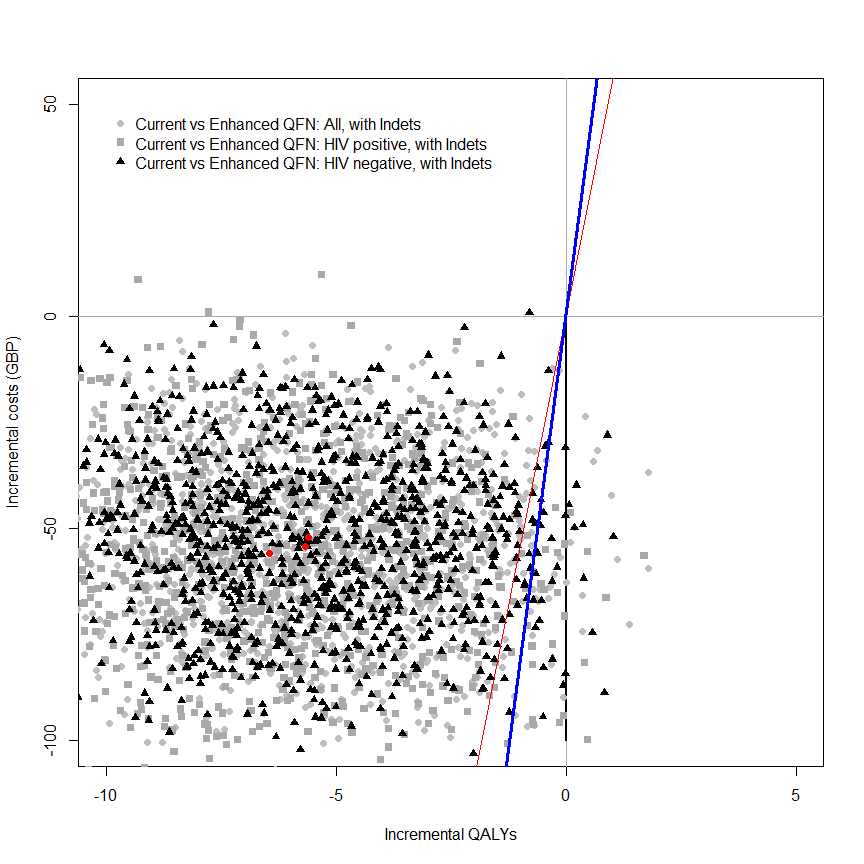 50
Current vs Enhanced QFN: All, with Indets
Current vs Enhanced QFN: HIV positive, with Indets
Current vs Enhanced QFN: HIV negative, with Indets
0
Incremental costs (GBP)
-50
-100
-10 -5 0 5
Incremental QALYs